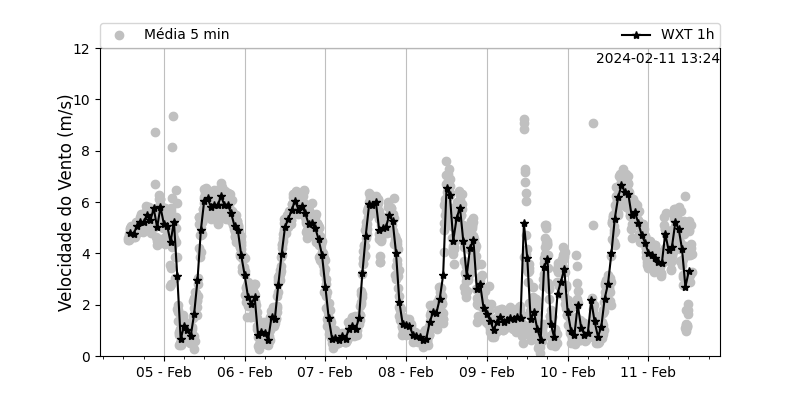 Média 5 min
WXT 1h
2024-02-11 13:24
Velocidade do Vento (m/s)
12
10
8
6
4
2
0
05 - Feb
06 - Feb
07 - Feb
08 - Feb
09 - Feb
10 - Feb
11 - Feb